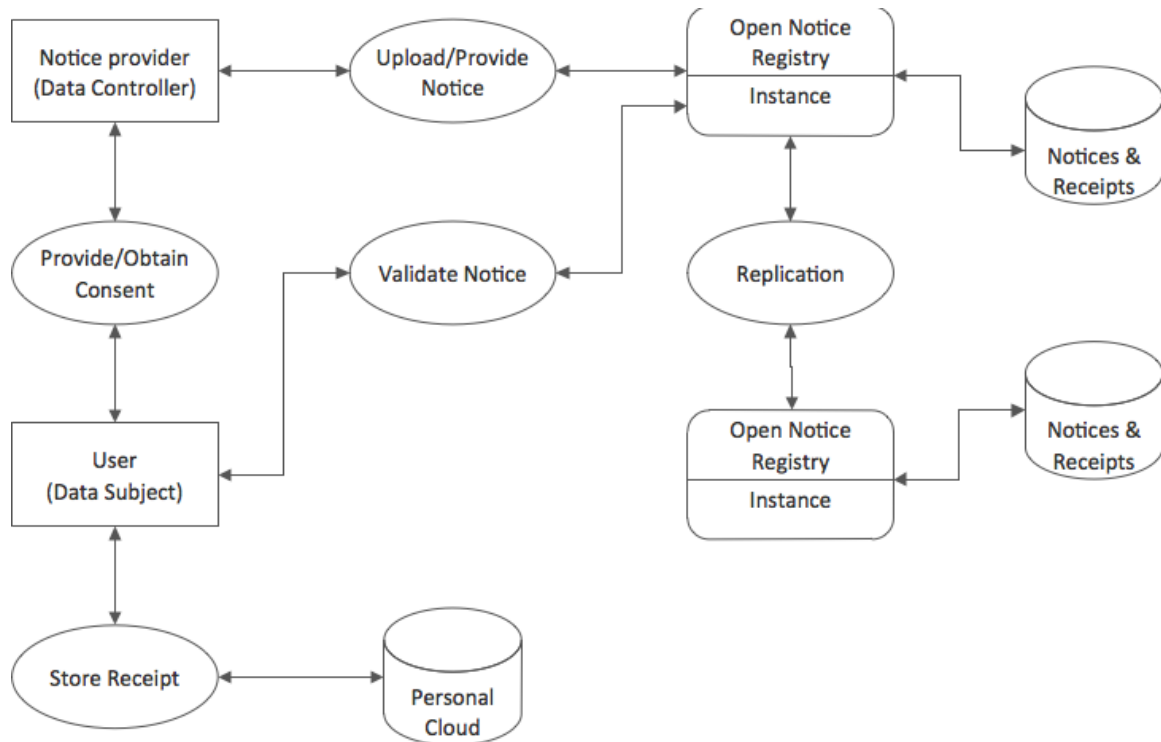 Notice provider
(Data Controller)
Upload/Provide
Notice
Open Notice
Registry
Instance
Notices &
Receipts
Provide/Obtain
Consent
Validate Notice
Replication
User
(Data Subject)
Open Notice
Registry
Instance
Notices &
Receipts
Store Receipt
Personal
Cloud